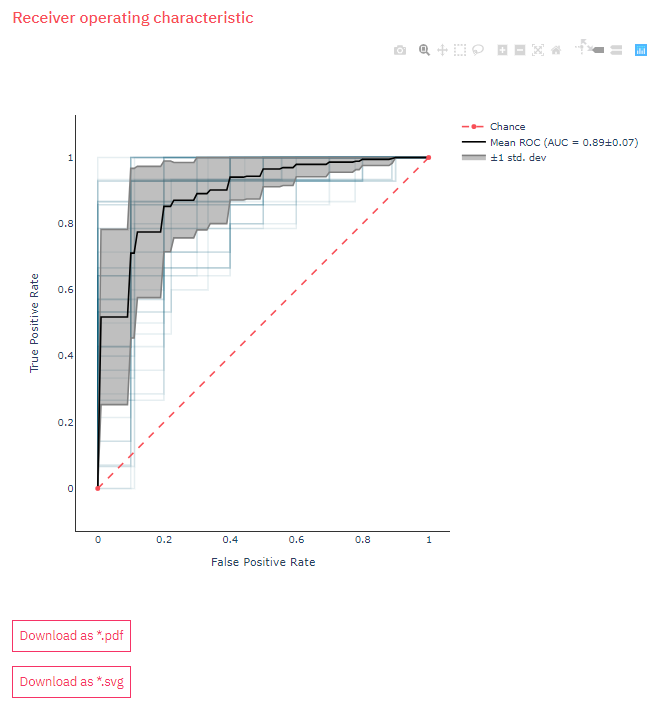 Receiver operating characteristic
Chance
Mean ROC (AUC = 0.89±0.07)
±1 std. dev
1
0.8
0.6
0.4
0.2
0
True Positive Rate
0 0.2 0.4 0.6 0.8 1
False Positive Rate
Download as *.pdf
Download as *.svg